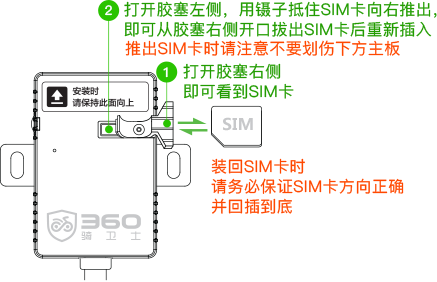 2 打开胶塞左侧，用镊子抵住SIM卡向右推出，
即可从胶塞右侧开口拔出SIM卡后重新插入
推出SIM卡时请注意不要划伤下方主板
1 打开胶塞右侧
即可看到SIM卡
安装时
请保持此面向上
SIM
装回SIM卡时
请务必保证SIM卡方向正确
并回插到底
360
骑卫士